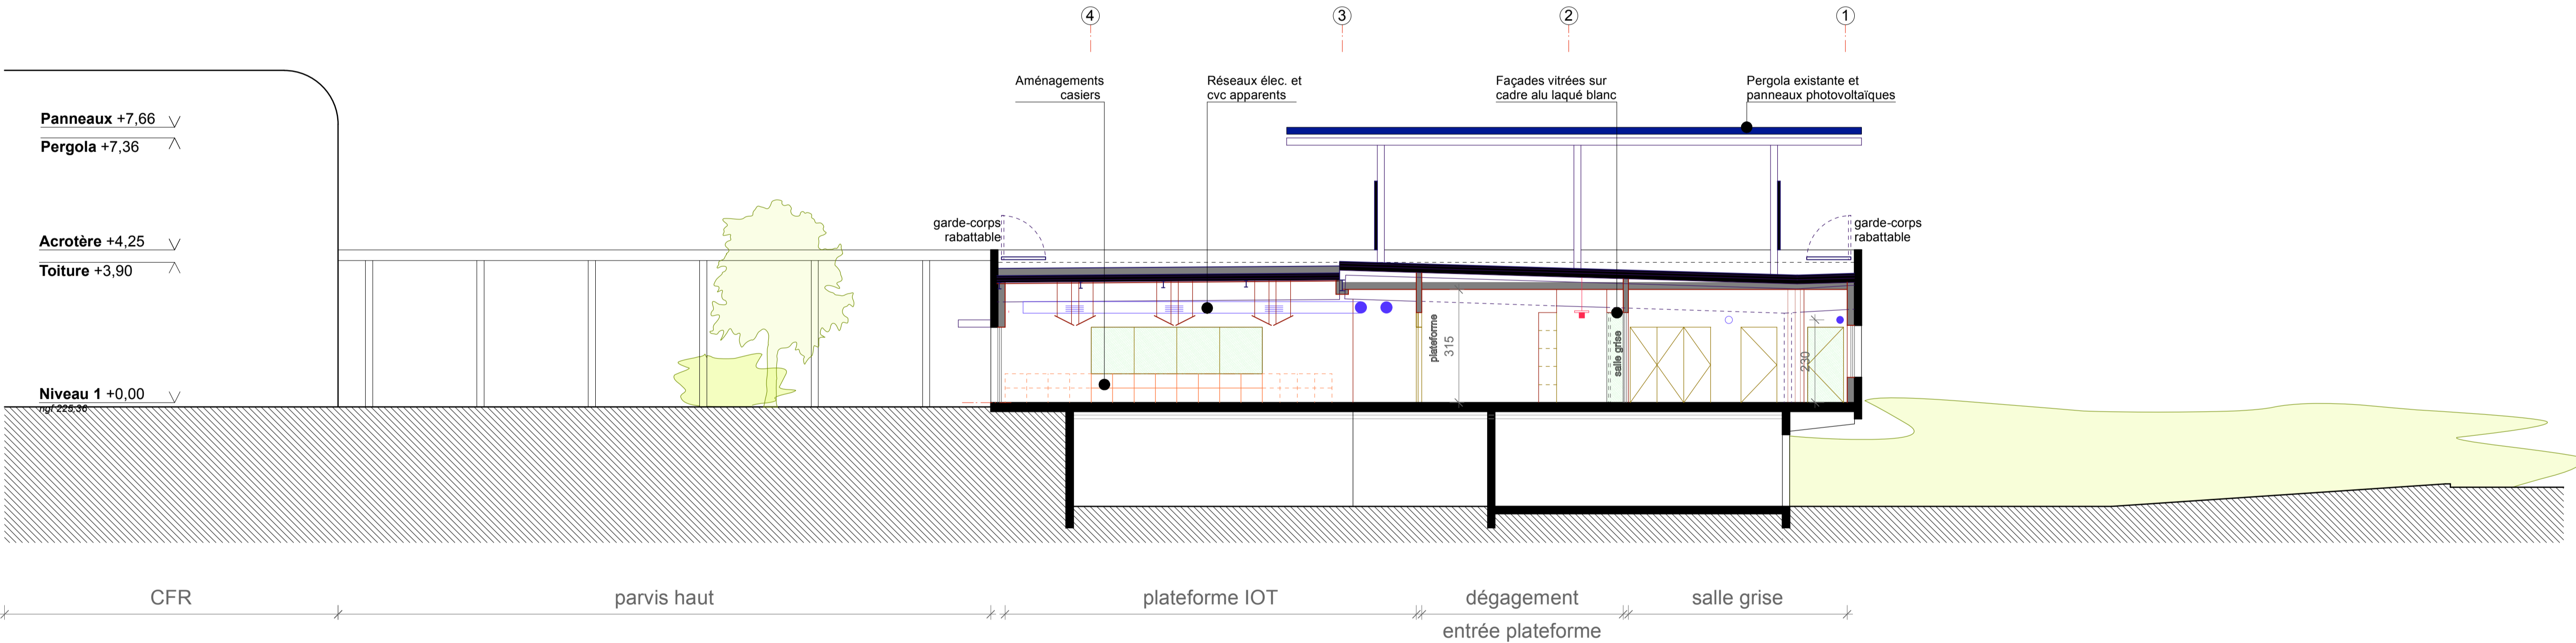 4
3
2
1
Aménagements
casiers
Réseaux élec. et
cvc apparents
Façades vitrées sur
cadre alu laqué blanc
Pergola existante et
panneaux photovoltaïques
Panneaux +7,66
Pergola +7,36
garde-corps
rabattable
garde-corps
rabattable
Acrotère +4,25
Toiture +3,90
plateforme
315
salle grise
230
Niveau 1 +0,00
ngf 225,36
CFR
parvis haut
plateforme IOT
dégagement
salle grise
entrée plateforme